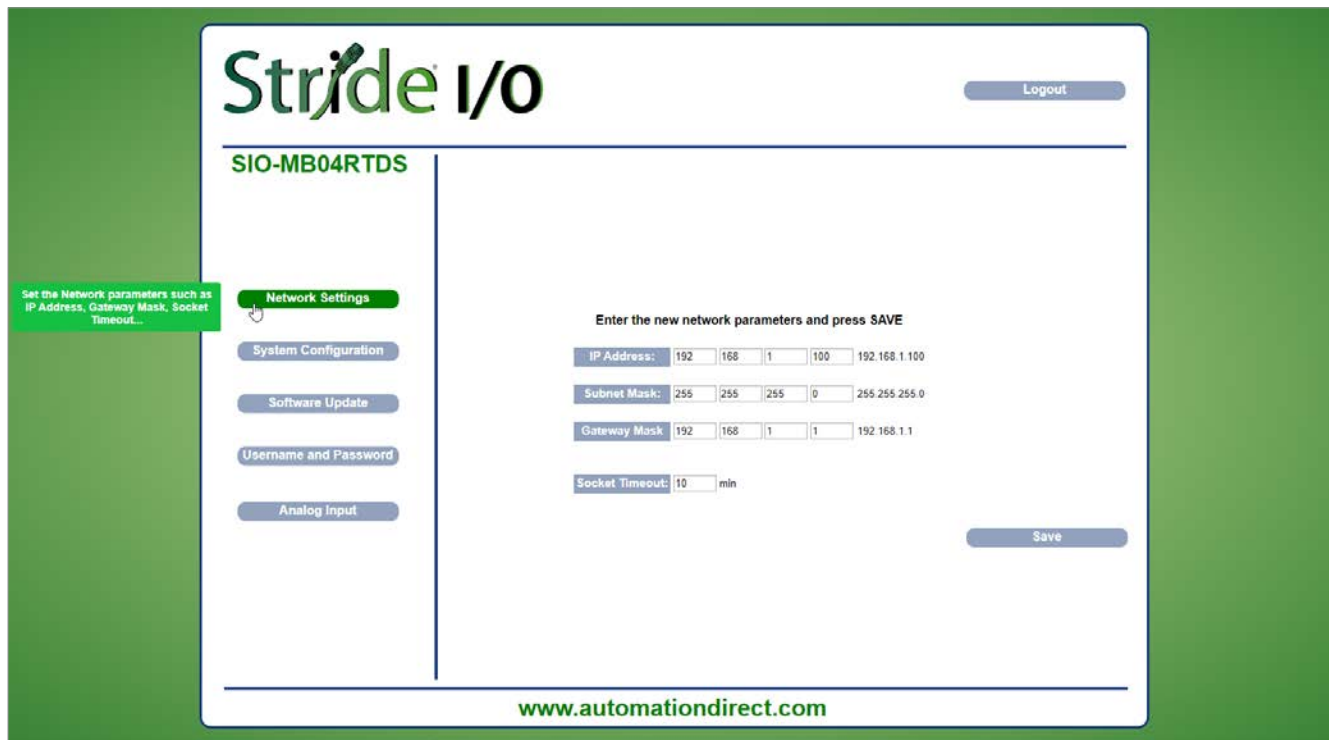 Stride I/O
Logout
SIO-MB04RTDS
Set the Network parameters such as
IP Address, Gateway Mask, Socket
Timeout...
Network Settings
System Configuration
Software Update
Username and Password
Analog Input
Enter the new network parameters and press SAVE
IP Address: 192 168 1 100 192.168.1.100
Subnet Mask: 255 255 255 0 255.255.255.0
Gateway Mask 192 168 1 1 192.168.1.1
Socket Timeout: 10 min
Save
www.automationdirect.com